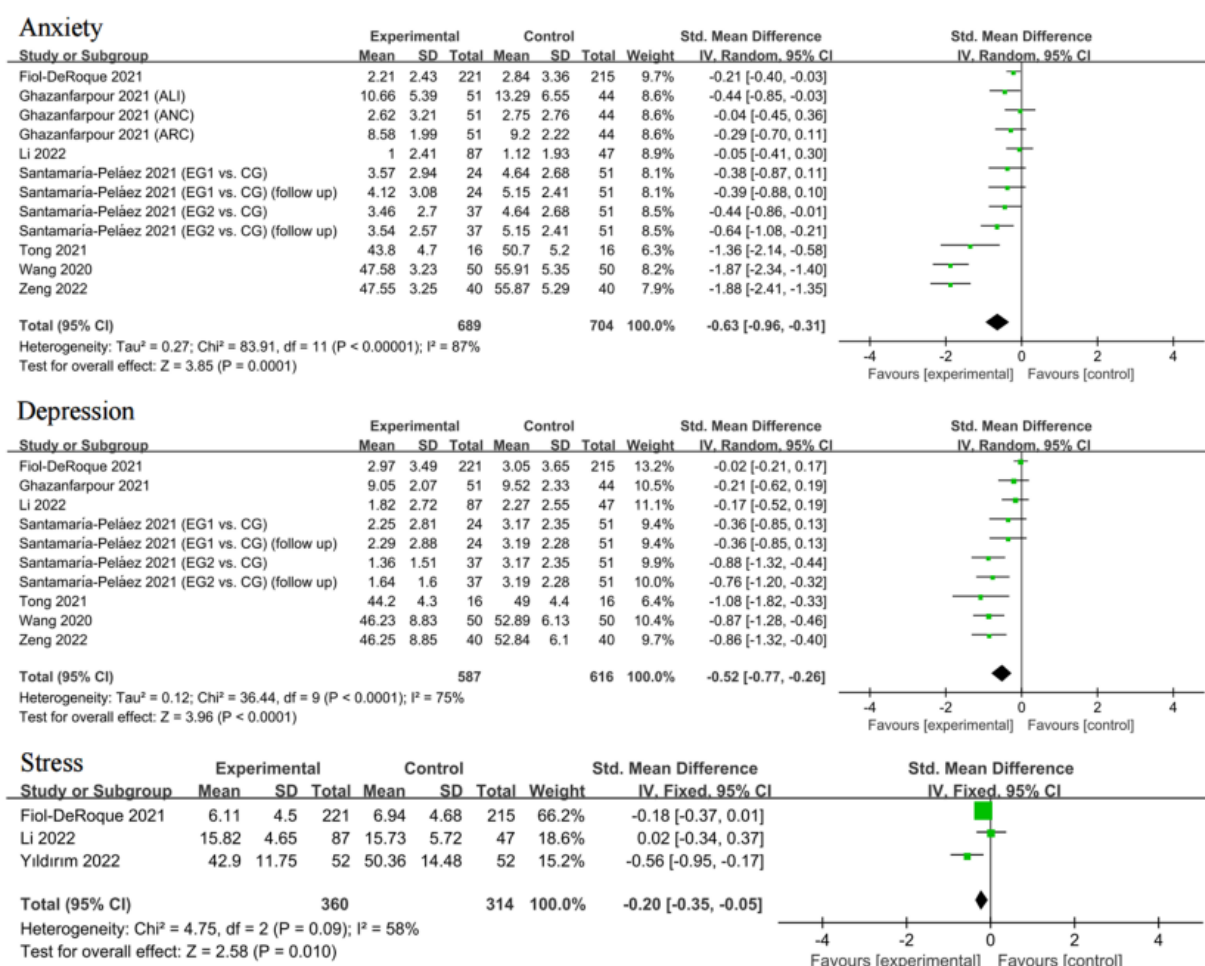 Anxiety
Experimental Control Std. Mean Difference Std. Mean Difference
Study or Subgroup Mean SD Total Mean SD Total Weight IV, Random, 95% CI IV, Random, 95% CI
Fiol-DeRoque 2021 2.21 2.43 221 2.84 3.36 215 9.7% -0.21 [-0.40, -0.03]
Ghazanfarpour 2021 (ALI) 10.66 5.39 51 13.29 6.55 44 8.6% -0.44 [-0.85, -0.03]
Ghazanfarpour 2021 (ANC) 2.62 3.21 51 2.75 2.76 44 8.6% -0.04 [-0.45, 0.36]
Ghazanfarpour 2021 (ARC) 8.58 1.99 51 9.2 2.22 44 8.6% -0.29 [-0.70, 0.11]
Li 2022 1 2.41 87 1.12 1.93 47 8.9% -0.05 [-0.41, 0.30]
Santamaría-Peláez 2021 (EG1 vs. CG) 3.57 2.94 24 4.64 2.68 51 8.1% -0.38 [-0.87, 0.11]
Santamaría-Peláez 2021 (EG1 vs. CG) (follow up) 4.12 3.08 24 5.15 2.41 51 8.1% -0.39 [-0.88, 0.10]
Santamaría-Peláez 2021 (EG2 vs. CG) 3.46 2.7 37 4.64 2.68 51 8.5% -0.44 [-0.86, -0.01]
Santamaría-Peláez 2021 (EG2 vs. CG) (follow up) 3.54 2.57 37 5.15 2.41 51 8.4% -0.64 [-1.08, -0.21]
Tong 2021 43.8 4.7 16 50.7 5.2 16 6.3% -1.36 [-2.14, -0.58]
Wang 2020 47.58 3.23 50 55.91 5.35 50 8.2% -1.87 [-2.34, -1.40]
Zeng 2022 47.55 3.25 40 55.87 5.29 40 7.9% -1.88 [-2.41, -1.35]
Total (95% CI) 689 704 100.0% -0.63 [-0.96, -0.31]
Heterogeneity: Tau² = 0.27; Chi² = 83.91, df = 11 (P < 0.00001); I² = 87%
Test for overall effect: Z = 3.85 (P = 0.0001)
-4 -2 0 2 4
Favours [experimental] Favours [control]
Depression
Experimental Control Std. Mean Difference Std. Mean Difference
Study or Subgroup Mean SD Total Mean SD Total Weight IV, Random, 95% CI IV, Random, 95% CI
Fiol-DeRoque 2021 2.97 3.49 221 3.05 3.65 215 13.2% -0.02 [-0.21, 0.17]
Ghazanfarpour 2021 9.05 2.07 51 9.52 2.33 44 10.5% -0.21 [-0.62, 0.19]
Li 2022 1.82 2.72 87 2.27 2.55 47 11.1% -0.17 [-0.52, 0.19]
Santamaría-Peláez 2021 (EG1 vs. CG) 2.25 2.81 24 3.17 2.35 51 9.4% -0.36 [-0.85, 0.13]
Santamaría-Peláez 2021 (EG1 vs. CG) (follow up) 2.29 2.88 24 3.19 2.28 51 9.4% -0.36 [-0.85, 0.13]
Santamaría-Peláez 2021 (EG2 vs. CG) 1.36 1.51 37 3.17 2.35 51 9.9% -0.88 [-1.32, -0.44]
Santamaría-Peláez 2021 (EG2 vs. CG) (follow up) 1.64 1.6 37 3.19 2.28 51 10.0% -0.76 [-1.20, -0.32]
Tong 2021 44.2 4.3 16 49 4.4 16 6.4% -1.08 [-1.82, -0.33]
Wang 2020 46.23 8.83 50 52.89 6.13 50 10.4% -0.87 [-1.28, -0.46]
Zeng 2022 46.25 8.85 40 52.84 6.1 40 9.7% -0.86 [-1.32, -0.40]
Total (95% CI) 587 616 100.0% -0.52 [-0.77, -0.26]
Heterogeneity: Tau² = 0.12; Chi² = 36.44, df = 9 (P < 0.0001); I² = 75%
Test for overall effect: Z = 3.96 (P < 0.0001)
-4 -2 0 2 4
Favours [experimental] Favours [control]
Stress
Experimental Control Std. Mean Difference Std. Mean Difference
Study or Subgroup Mean SD Total Mean SD Total Weight IV, Fixed, 95% CI IV, Fixed, 95% CI
Fiol-DeRoque 2021 6.11 4.5 221 6.94 4.68 215 66.2% -0.18 [-0.37, 0.01]
Li 2022 15.82 4.65 87 15.73 5.72 47 18.6% 0.02 [-0.34, 0.37]
Yıldırım 2022 42.9 11.75 52 50.36 14.48 52 15.2% -0.56 [-0.95, -0.17]
Total (95% CI) 360 314 100.0% -0.20 [-0.35, -0.05]
Heterogeneity: Chi² = 4.75, df = 2 (P = 0.09); I² = 58%
Test for overall effect: Z = 2.58 (P = 0.010)
-4 -2 0 2 4
Favours [experimental] Favours [control]